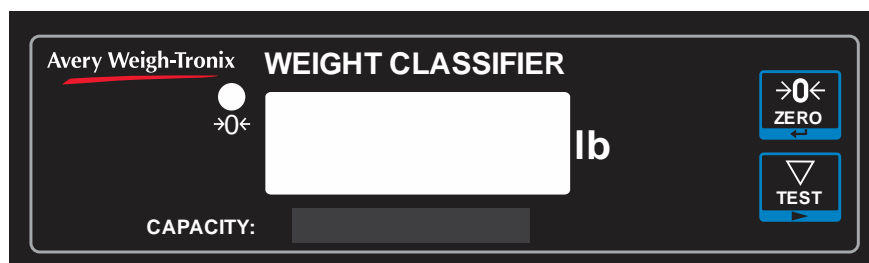 Avery Weigh-Tronix
WEIGHT CLASSIFIER
→0←
lb
CAPACITY:
→0←
ZERO
TEST